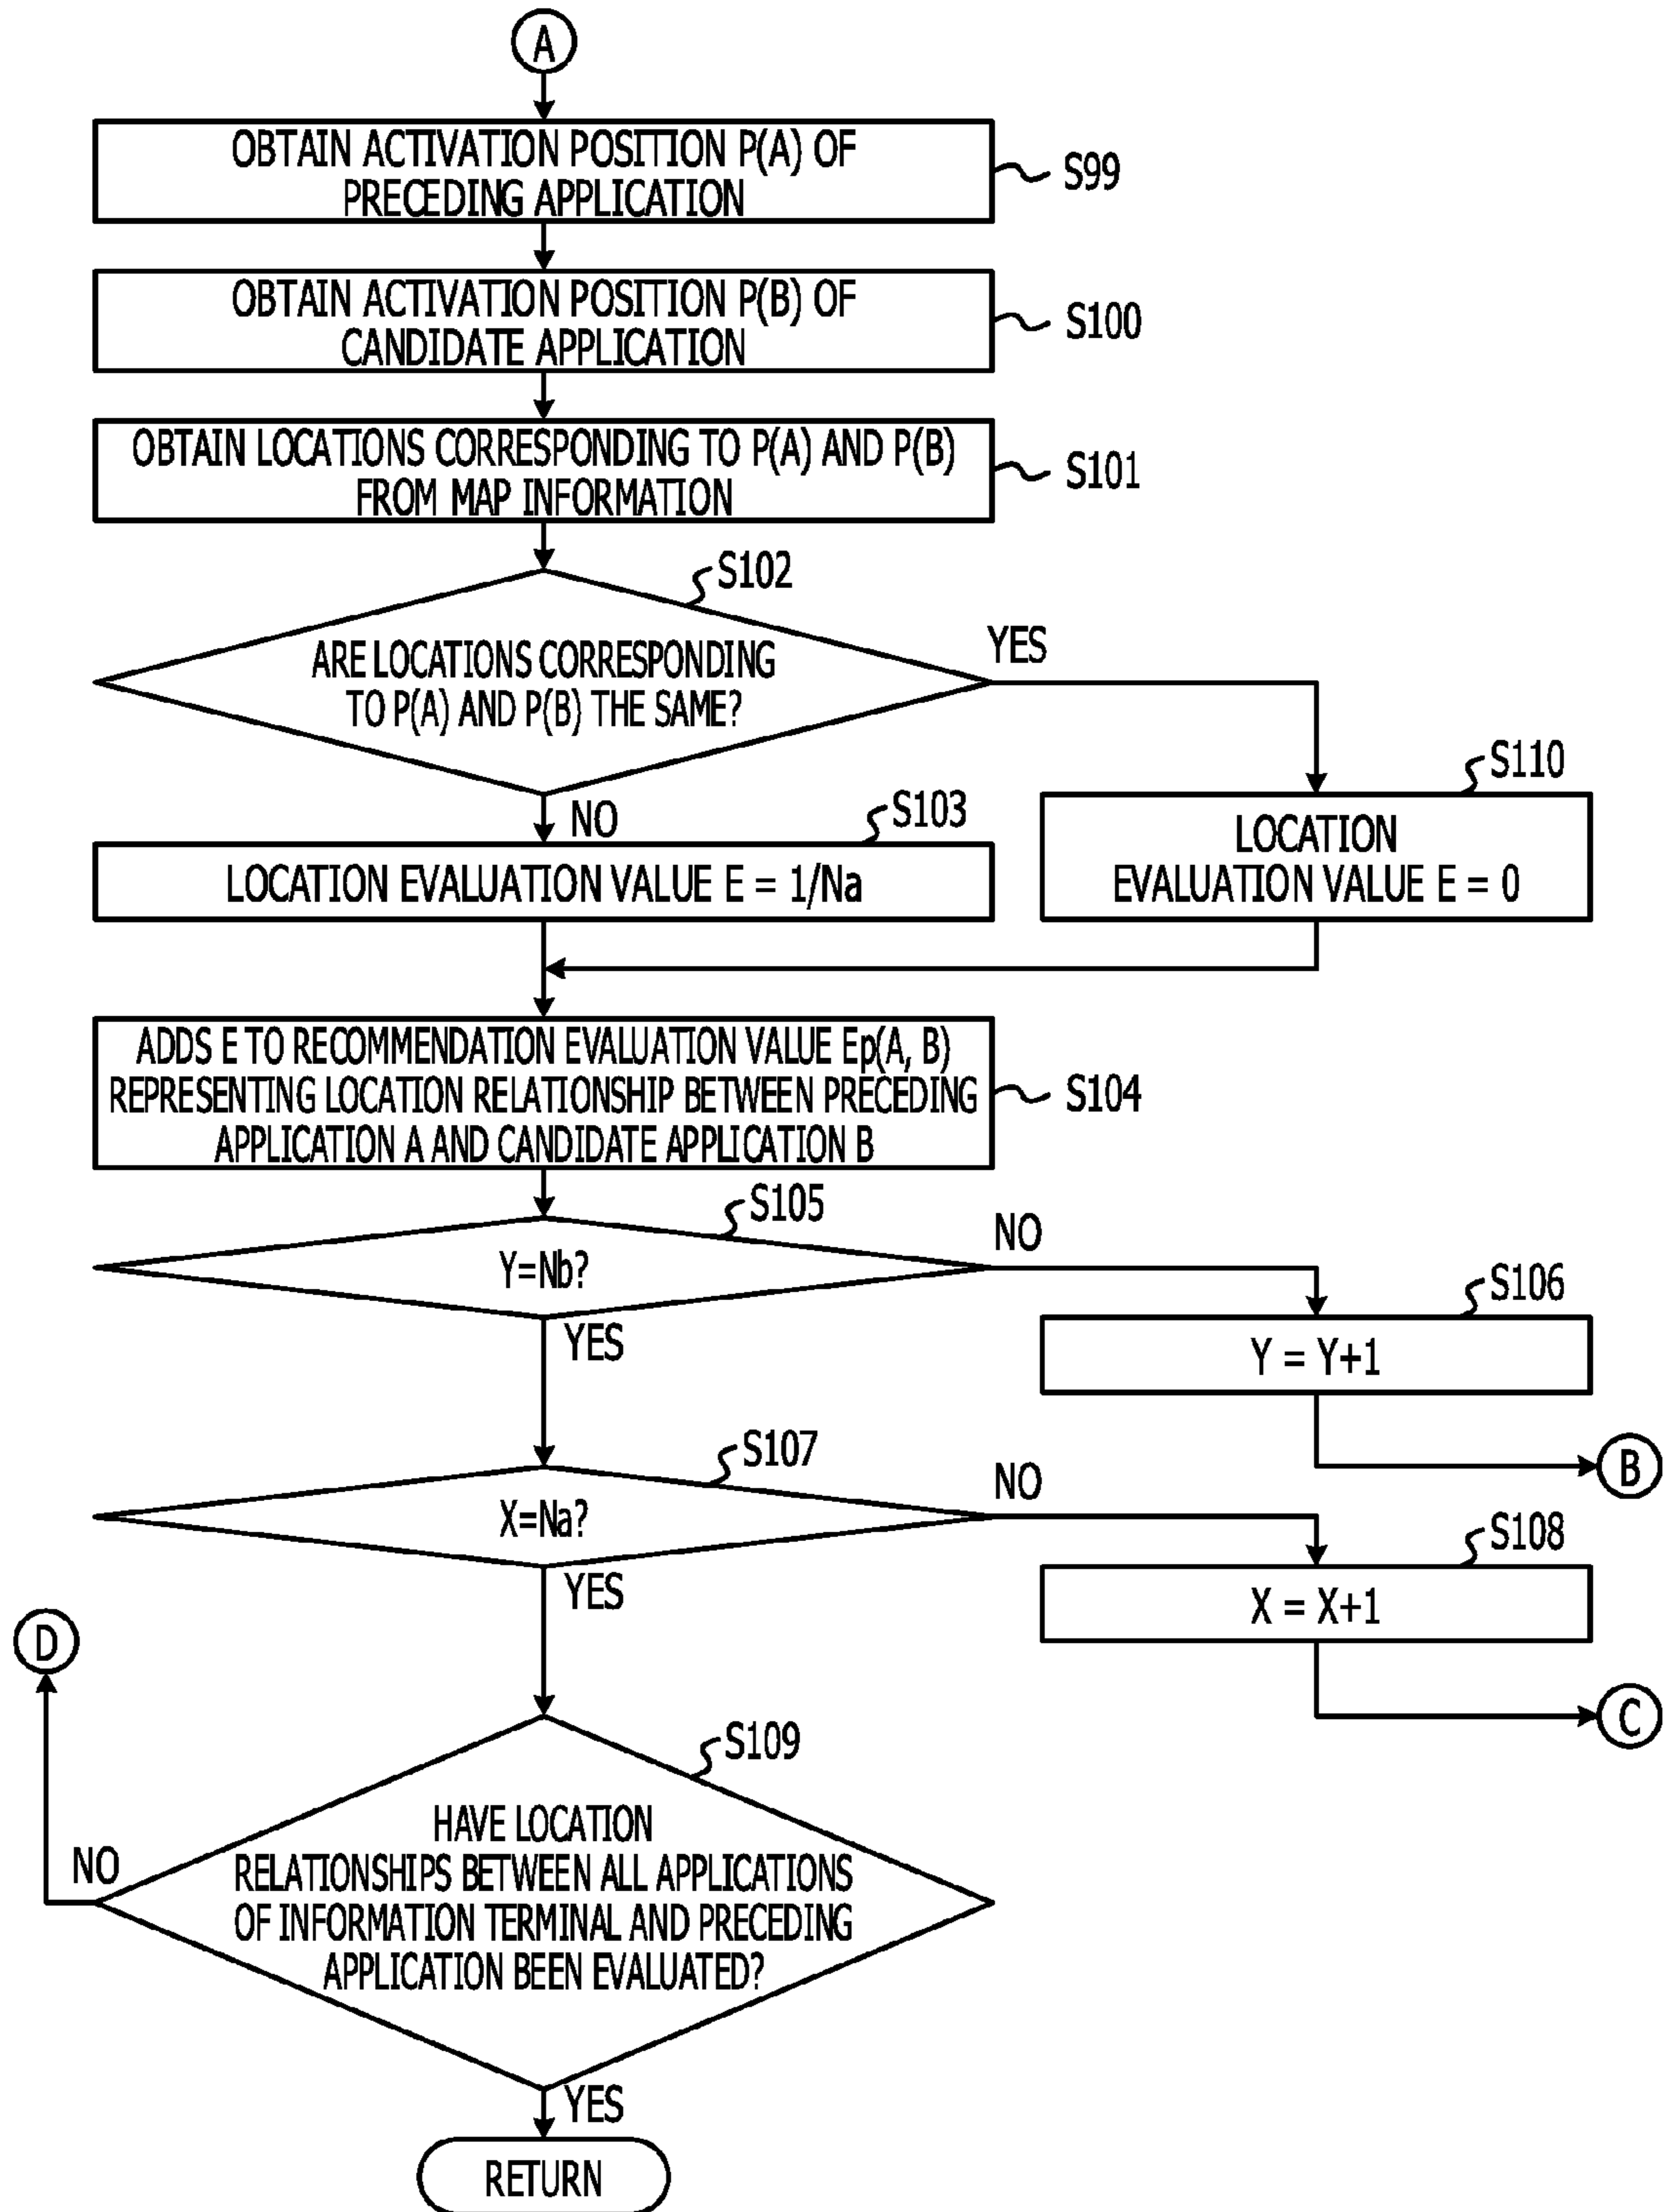 A
OBTAIN ACTIVATION POSITION P(A) OF
PRECEDING APPLICATION
S99
OBTAIN ACTIVATION POSITION P(B) OF
CANDIDATE APPLICATION
S100
OBTAIN LOCATIONS CORRESPONDING TO P(A) AND P(B)
FROM MAP INFORMATION
S101
S102
ARE LOCATIONS CORRESPONDING
TO P(A) AND P(B) THE SAME?
YES
NO
S103
LOCATION EVALUATION VALUE E = 1/Na
S110
LOCATION
EVALUATION VALUE E = 0
ADDS E TO RECOMMENDATION EVALUATION VALUE Ep(A, B)
REPRESENTING LOCATION RELATIONSHIP BETWEEN PRECEDING
APPLICATION A AND CANDIDATE APPLICATION B
S104
S105
Y=Nb?
NO
YES
S106
Y = Y+1
B
S107
X=Na?
NO
YES
S108
X = X+1
C
D
S109
HAVE LOCATION
RELATIONSHIPS BETWEEN ALL APPLICATIONS
OF INFORMATION TERMINAL AND PRECEDING
APPLICATION BEEN EVALUATED?
NO
YES
RETURN